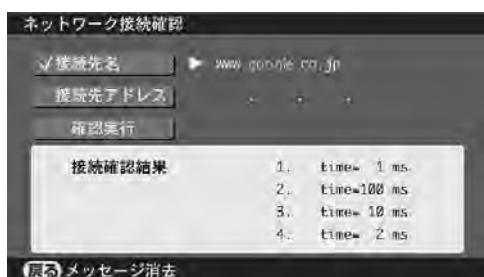 ネットワーク接続確認
✓接続先名 ▶ www.google.co.jp
接続先アドレス . . .
確認実行
接続確認結果 1. time= 1 ms
2. time=100 ms
3. time= 10 ms
4. time= 2 ms
戻る メッセージ消去